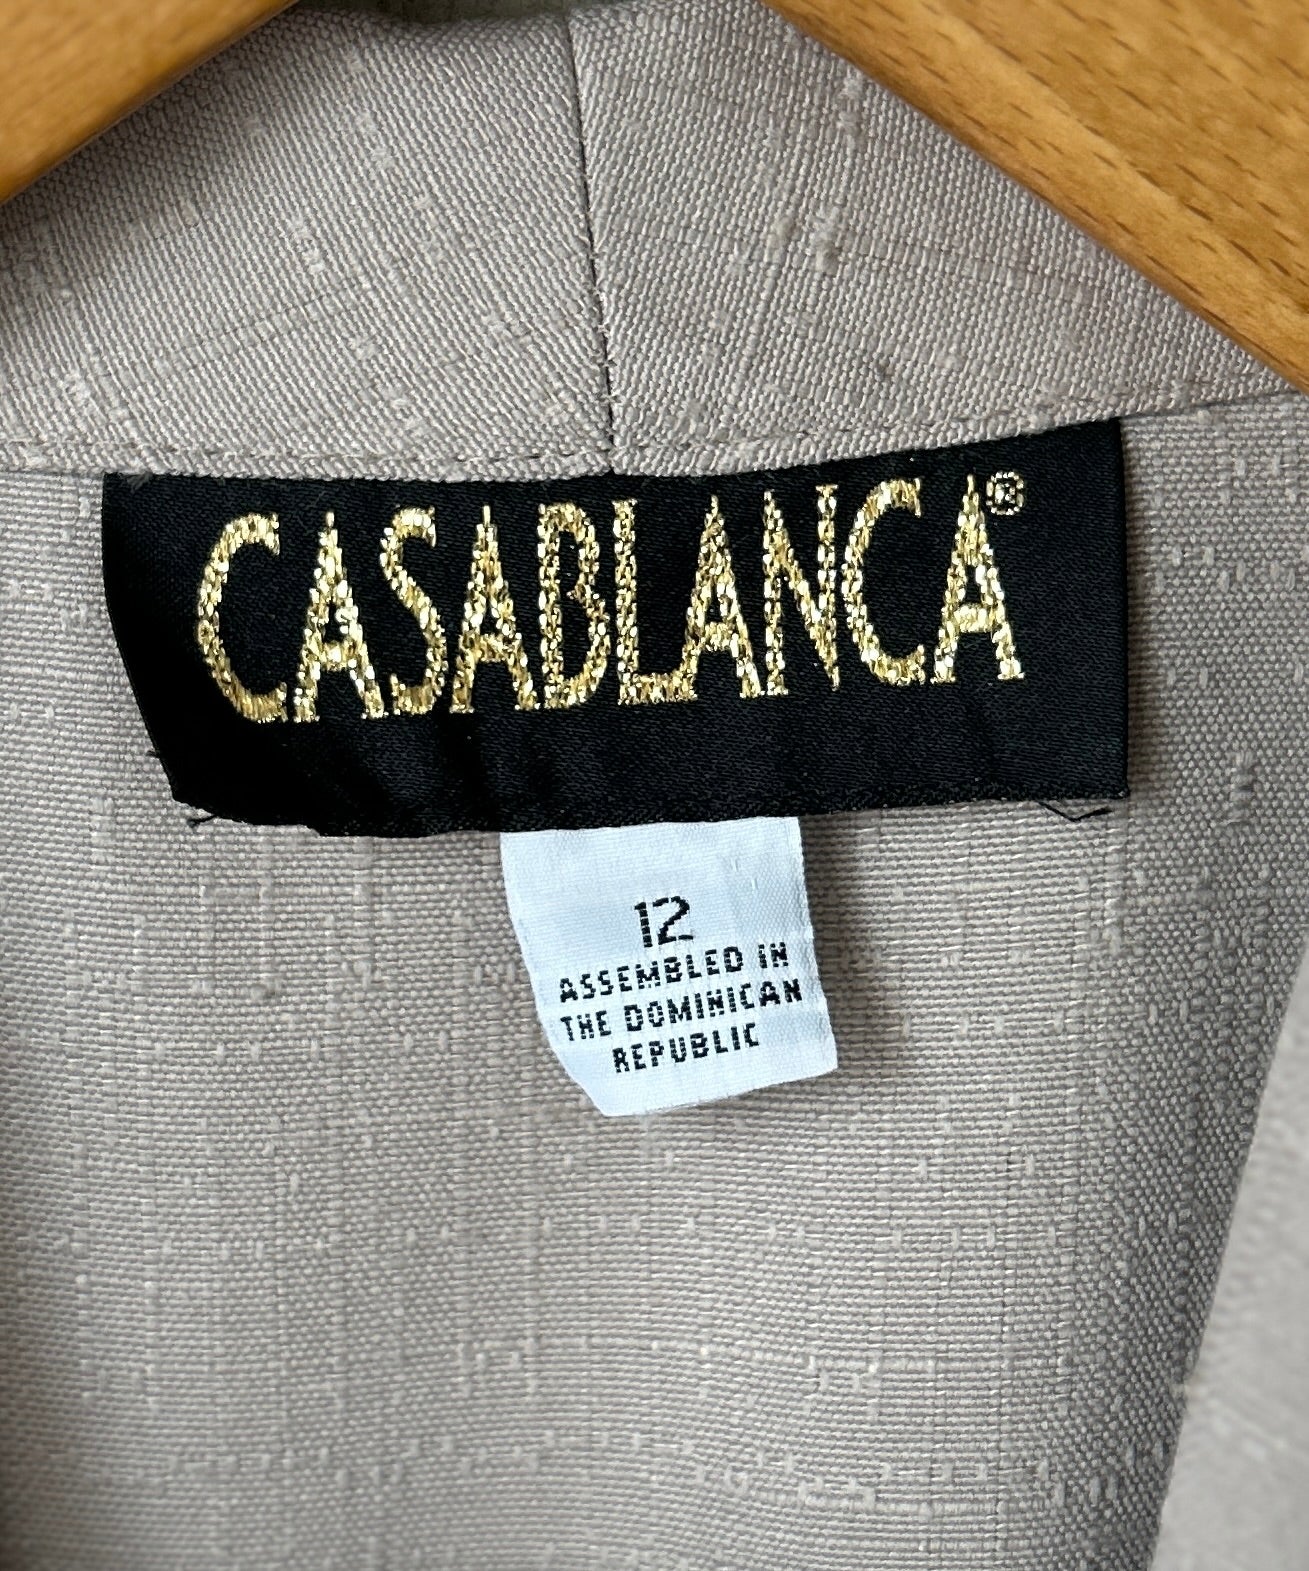 CASABLANCA®
12
ASSEMBLED IN
THE DOMINICAN
REPUBLIC